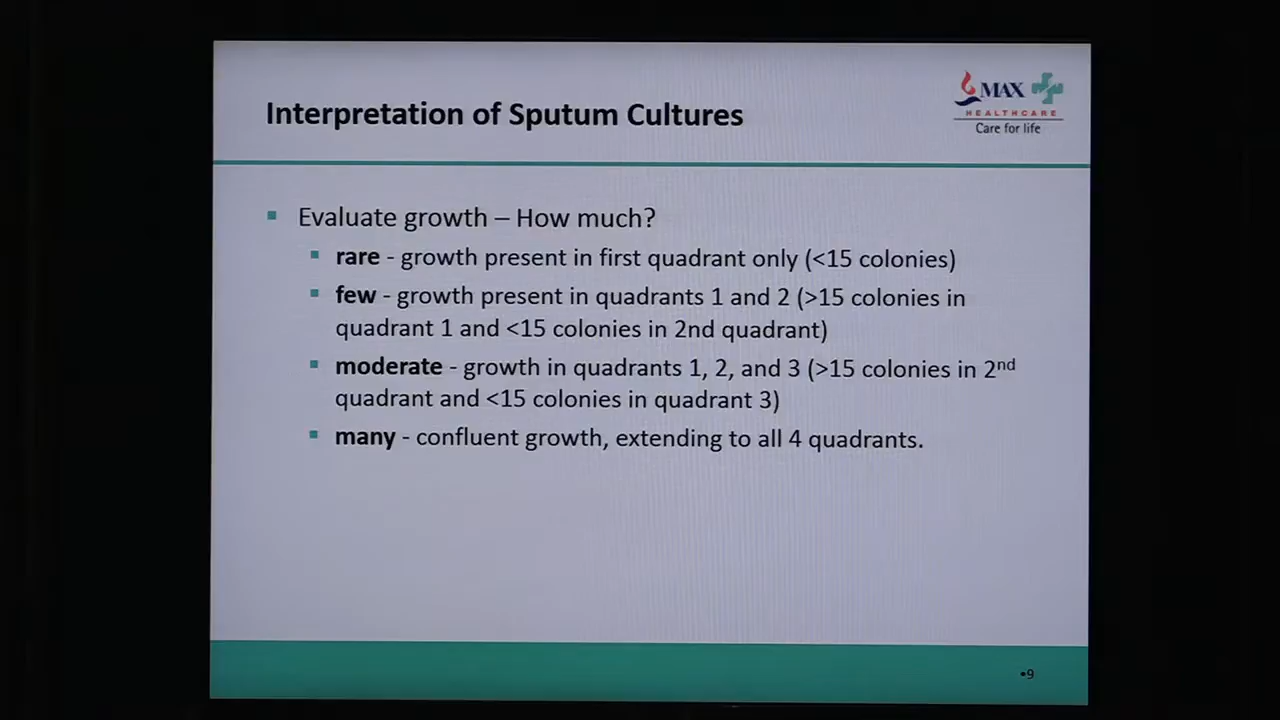 Interpretation of Sputum Cultures
MAX
HEALTHCARE
Care for life
Evaluate growth – How much?
rare - growth present in first quadrant only (<15 colonies)
few - growth present in quadrants 1 and 2 (>15 colonies in
quadrant 1 and <15 colonies in 2nd quadrant)
moderate - growth in quadrants 1, 2, and 3 (>15 colonies in 2nd
quadrant and <15 colonies in quadrant 3)
many - confluent growth, extending to all 4 quadrants.
•9